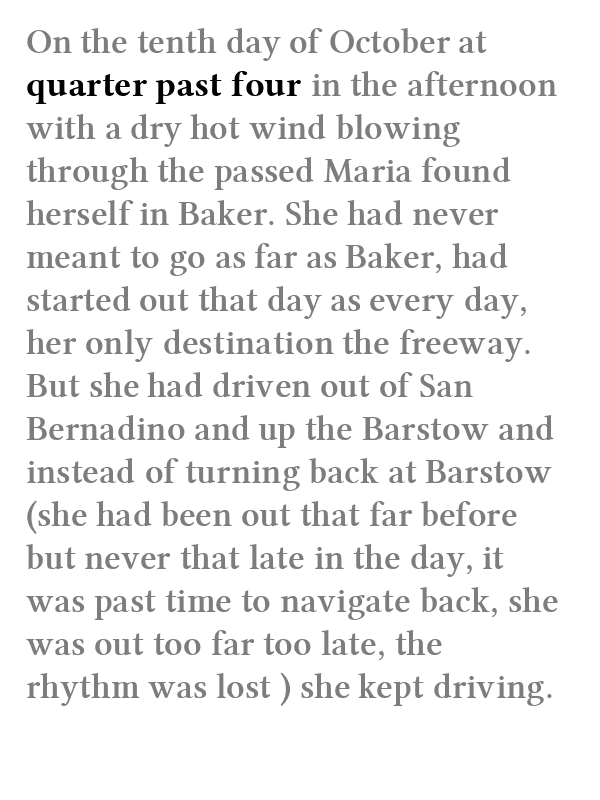 On the tenth day of October at
quarter past four in the afternoon
with a dry hot wind blowing
through the passed Maria found
herself in Baker. She had never
meant to go as far as Baker, had
started out that day as every day,
her only destination the freeway.
But she had driven out of San
Bernadino and up the Barstow and
instead of turning back at Barstow
(she had been out that far before
but never that late in the day, it
was past time to navigate back, she
was out too far too late, the
rhythm was lost ) she kept driving.